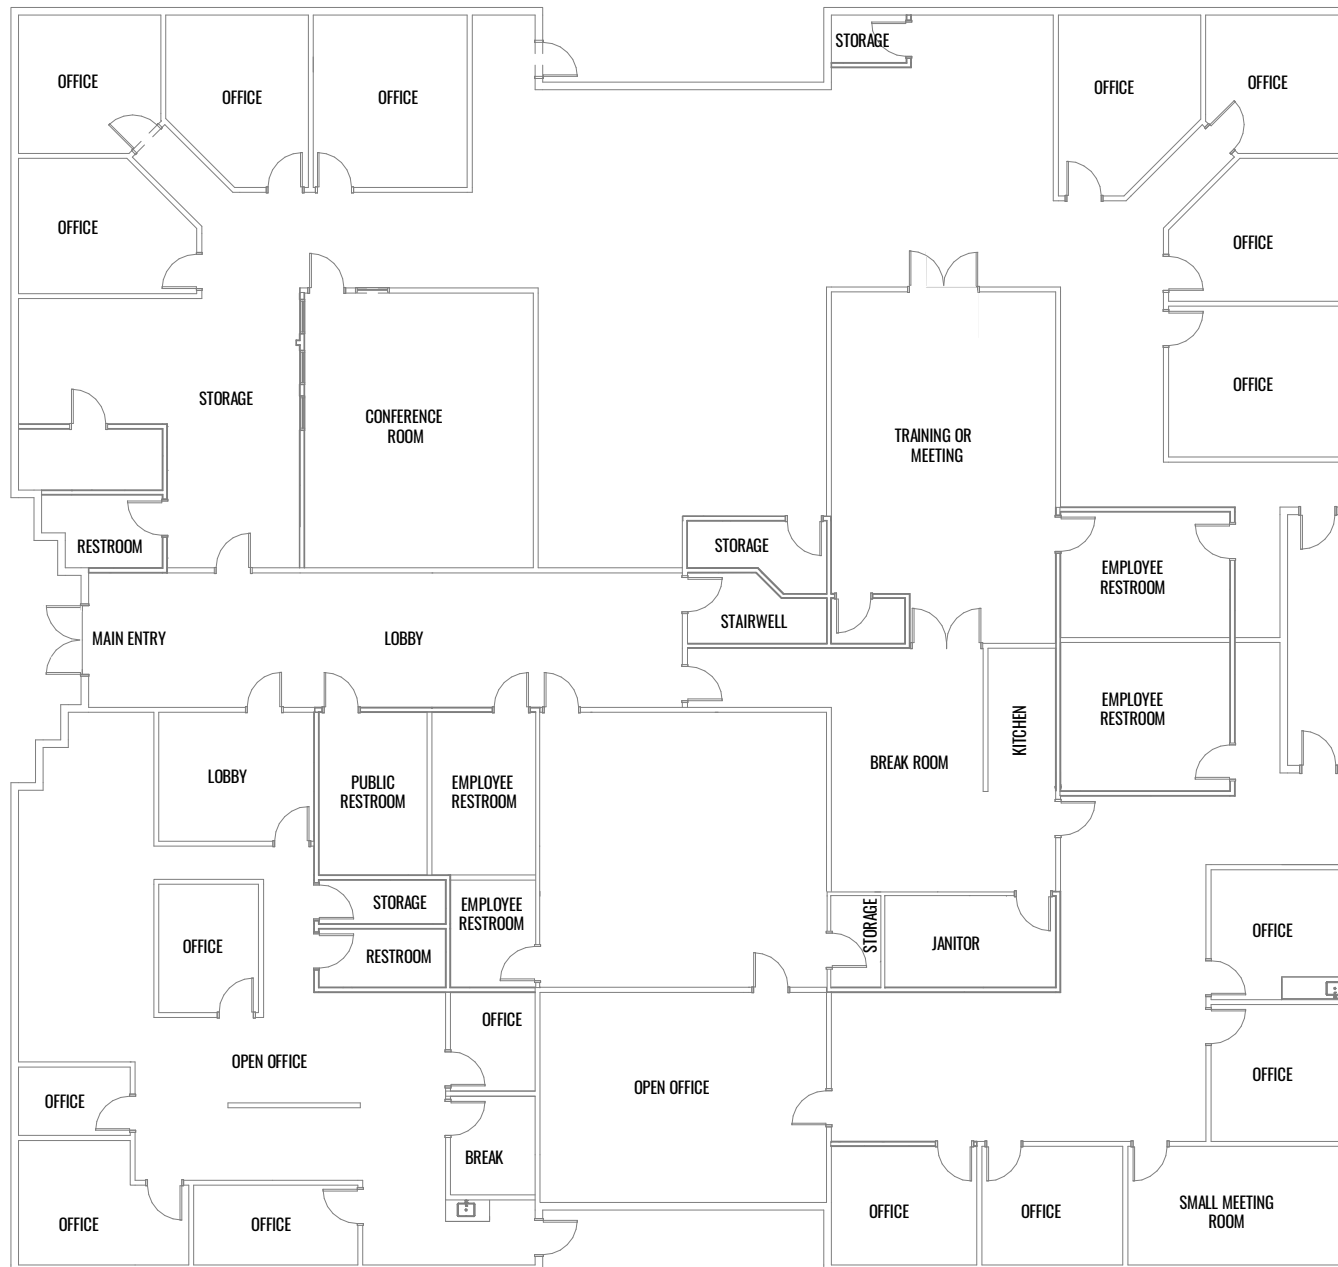 STORAGE
OFFICE
OFFICE
OFFICE
OFFICE
OFFICE
OFFICE
OFFICE
OFFICE
STORAGE
CONFERENCE
ROOM
TRAINING OR
MEETING
RESTROOM
STORAGE
EMPLOYEE
RESTROOM
MAIN ENTRY
LOBBY
STAIRWELL
EMPLOYEE
RESTROOM
KITCHEN
BREAK ROOM
LOBBY
PUBLIC
RESTROOM
EMPLOYEE
RESTROOM
STORAGE
EMPLOYEE
RESTROOM
STORAGE
JANITOR
OFFICE
OFFICE
RESTROOM
OFFICE
OPEN OFFICE
OPEN OFFICE
OFFICE
OFFICE
BREAK
OFFICE
OFFICE
OFFICE
OFFICE
SMALL MEETING
ROOM